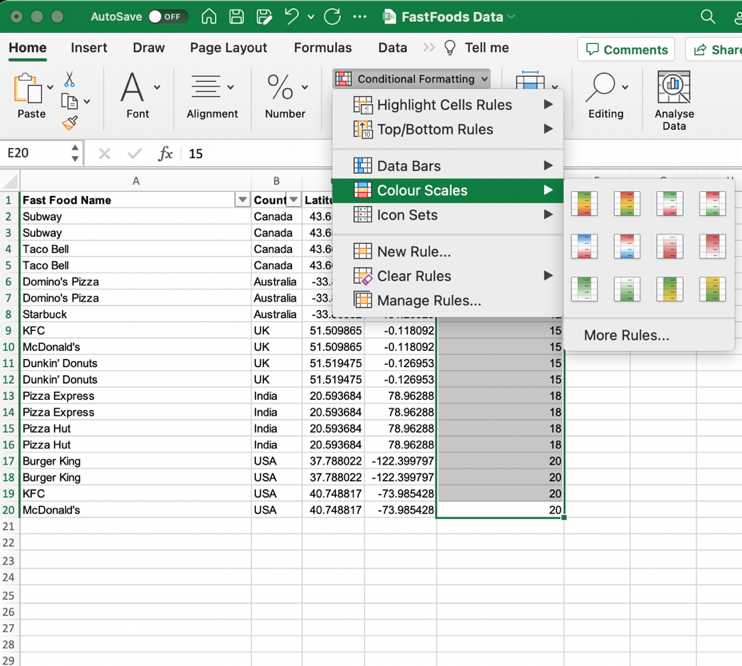 AutoSave OFF ... FastFoods Data
Home Insert Draw Page Layout Formulas Data >> Tell me Comments Share
Paste Font Alignment % Number Conditional Formatting Editing Analyse Data
E20 fx 15
A B
1 Fast Food Name Count Latitu
2 Subway Canada 43.6
3 Subway Canada 43.6
4 Taco Bell Canada 43.6
5 Taco Bell Canada 43.6
6 Domino's Pizza Australia -33.
7 Domino's Pizza Australia -33.
8 Starbuck Australia
9 KFC UK 51.509865 -0.118092 15
10 McDonald's UK 51.509865 -0.118092 15
11 Dunkin' Donuts UK 51.519475 -0.126953 15
12 Dunkin' Donuts UK 51.519475 -0.126953 15
13 Pizza Express India 20.593684 78.96288 18
14 Pizza Express India 20.593684 78.96288 18
15 Pizza Hut India 20.593684 78.96288 18
16 Pizza Hut India 20.593684 78.96288 18
17 Burger King USA 37.788022 -122.399797 20
18 Burger King USA 37.788022 -122.399797 20
19 KFC USA 40.748817 -73.985428 20
20 McDonald's USA 40.748817 -73.985428 20
21
22
23
24
25
26
27
28
29
Highlight Cells Rules
Top/Bottom Rules
Data Bars
Colour Scales
Icon Sets
New Rule...
Clear Rules
Manage Rules...
More Rules...